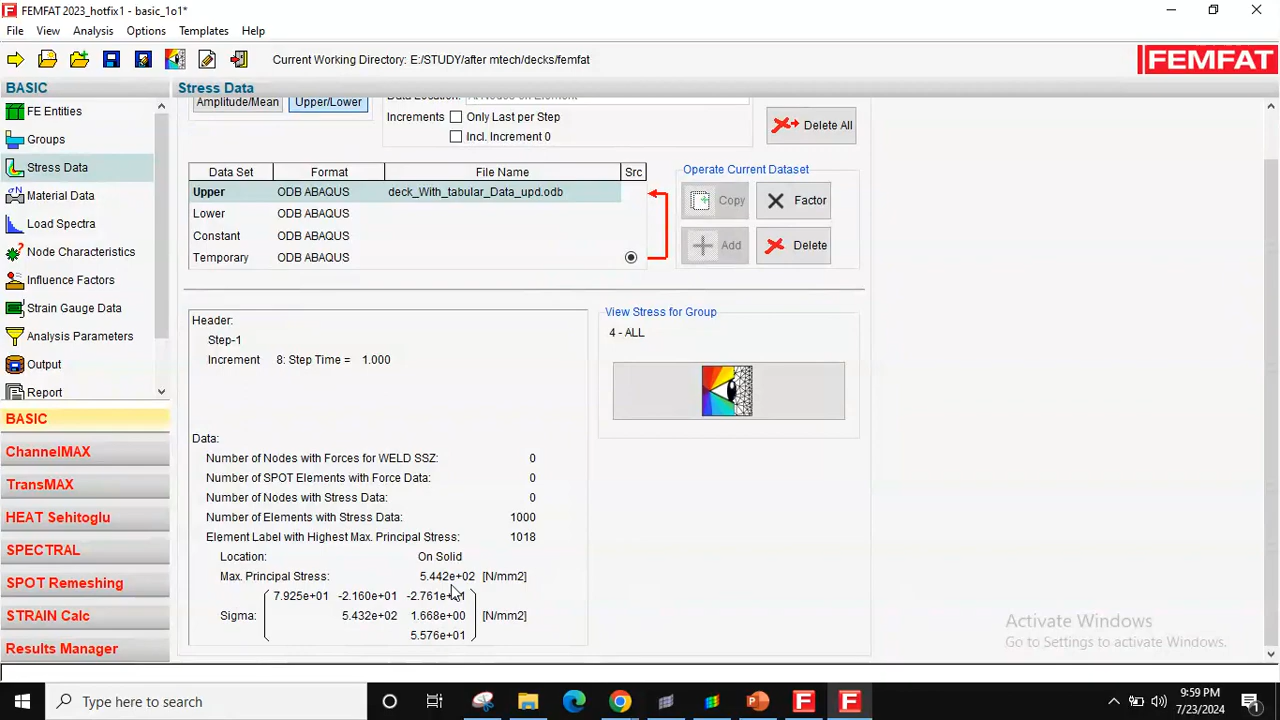 FEMFAT 2023_hotfix1 - basic_1o1*
File View Analysis Options Templates Help
Current Working Directory: E:/STUDY/after mtech/decks/femfat
FEMFAT
BASIC
Stress Data
FE Entities
Groups
Stress Data
Material Data
Load Spectra
Node Characteristics
Influence Factors
Strain Gauge Data
Analysis Parameters
Output
Report
BASIC
ChannelMAX
TransMAX
HEAT Sehitoglu
SPECTRAL
SPOT Remeshing
STRAIN Calc
Results Manager
Amplitude/Mean Upper/Lower
Increments Only Last per Step
Incl. Increment 0
Delete All
Data Set Format File Name Src
Upper ODB ABAQUS deck_With_tabular_Data_upd.odb
Lower ODB ABAQUS
Constant ODB ABAQUS
Temporary ODB ABAQUS
Operate Current Dataset
Copy Factor
Add Delete
Header:
Step-1
Increment 8: Step Time = 1.000
Data:
Number of Nodes with Forces for WELD SSZ: 0
Number of SPOT Elements with Force Data: 0
Number of Nodes with Stress Data: 0
Number of Elements with Stress Data: 1000
Element Label with Highest Max. Principal Stress: 1018
Location: On Solid
Max. Principal Stress: 5.442e+02 [N/mm2]
7.925e+01 -2.160e+01
Sigma: 5.432e+02 1.668e+00 [N/mm2]
5.576e+01
View Stress for Group
4 - ALL
Activate Windows
Go to Settings to activate Windows.
Type here to search
9:59 PM
7/23/2024
1